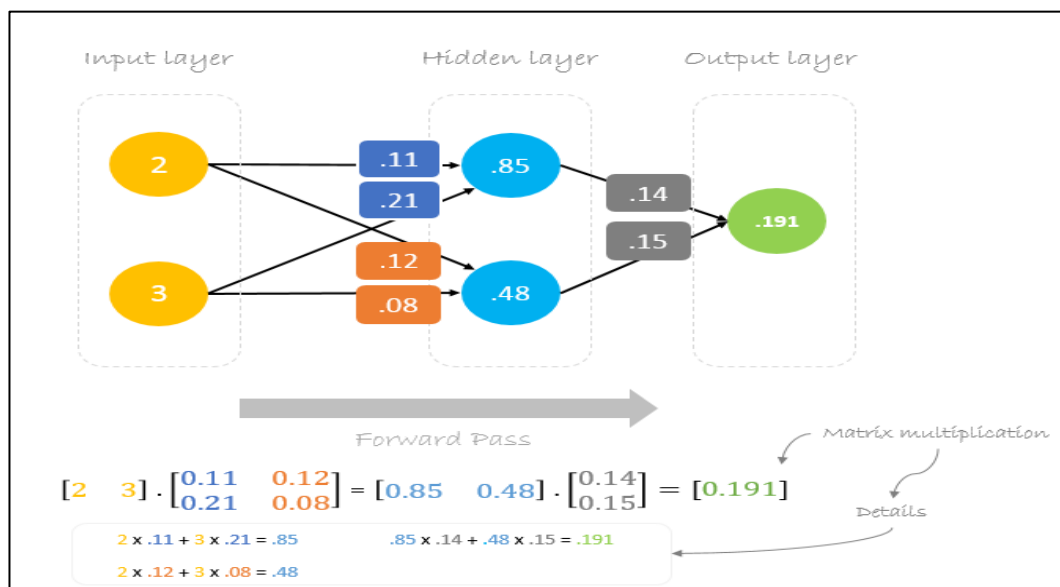 Input layer Hidden layer Output layer
2 .11 .85
.21 .14
.191
.12 .15
3 .08 .48
Forward Pass
Matrix multiplication
[2 3] . [0.11 0.12 = [0.85 0.48] . [0.14 = [0.191]
0.21 0.08] 0.15]
Details
2 x .11 + 3 x .21 = .85 .85 x .14 + .48 x .15 = .191
2 x .12 + 3 x .08 = .48